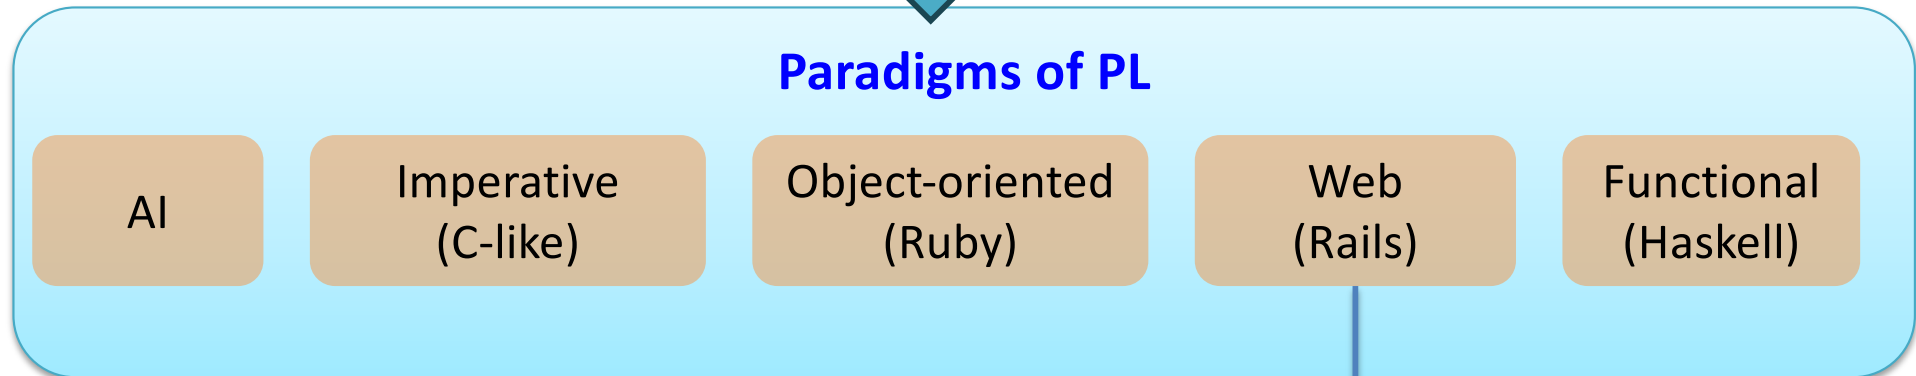 Paradigms of PL
AI
Imperative
(C-like)
Object-oriented
(Ruby)
Web
(Rails)
Functional
(Haskell)